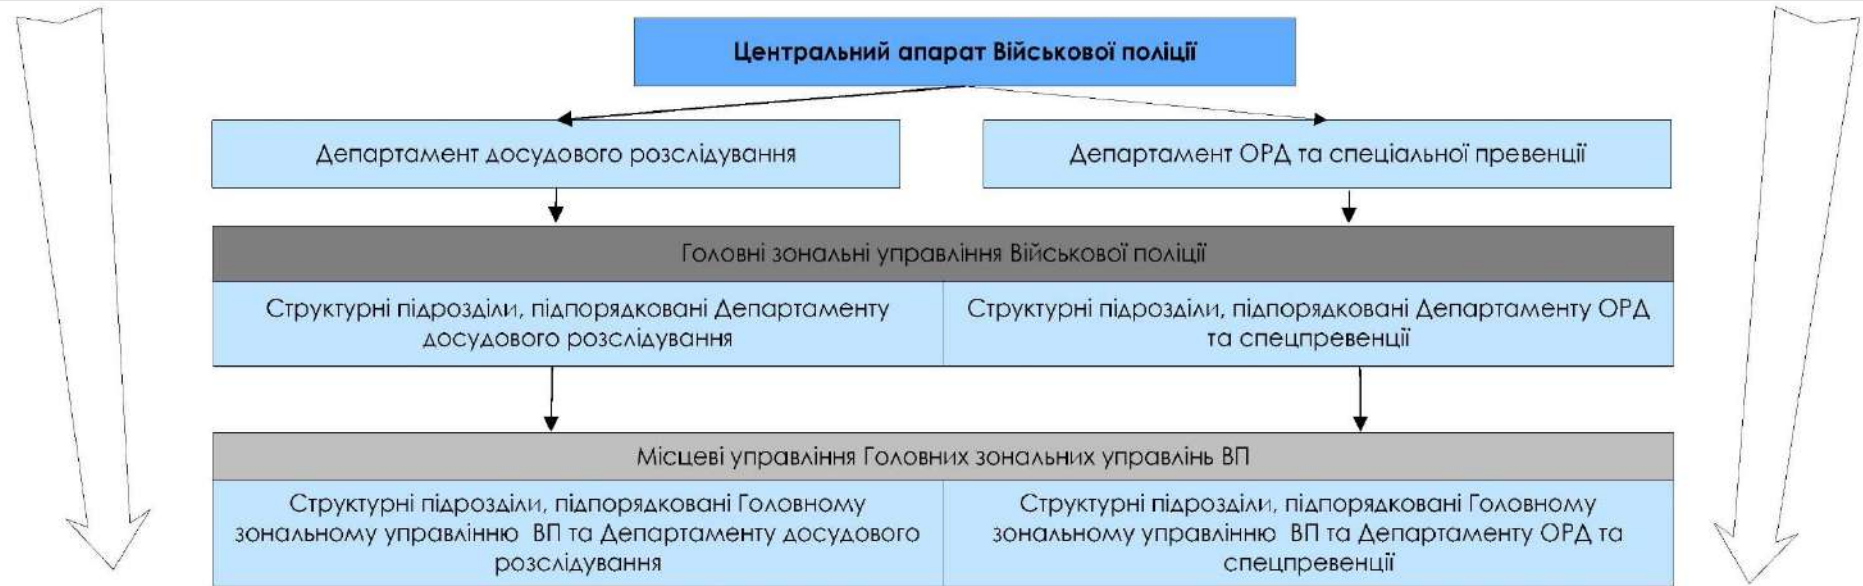 Центральний апарат Військової поліції
Департамент досудового розслідування
Департамент ОРД та спеціальної превенції
Головні зональні управління Військової поліції
Структурні підрозділи, підпорядковані Департаменту
досудового розслідування
Структурні підрозділи, підпорядковані Департаменту ОРД
та спецпревенції
Місцеві управління Головних зональних управлінь ВП
Структурні підрозділи, підпорядковані Головному
зональному управлінню ВП та Департаменту досудового
розслідування
Структурні підрозділи, підпорядковані Головному
зональному управлінню ВП та Департаменту ОРД та
спецпревенції